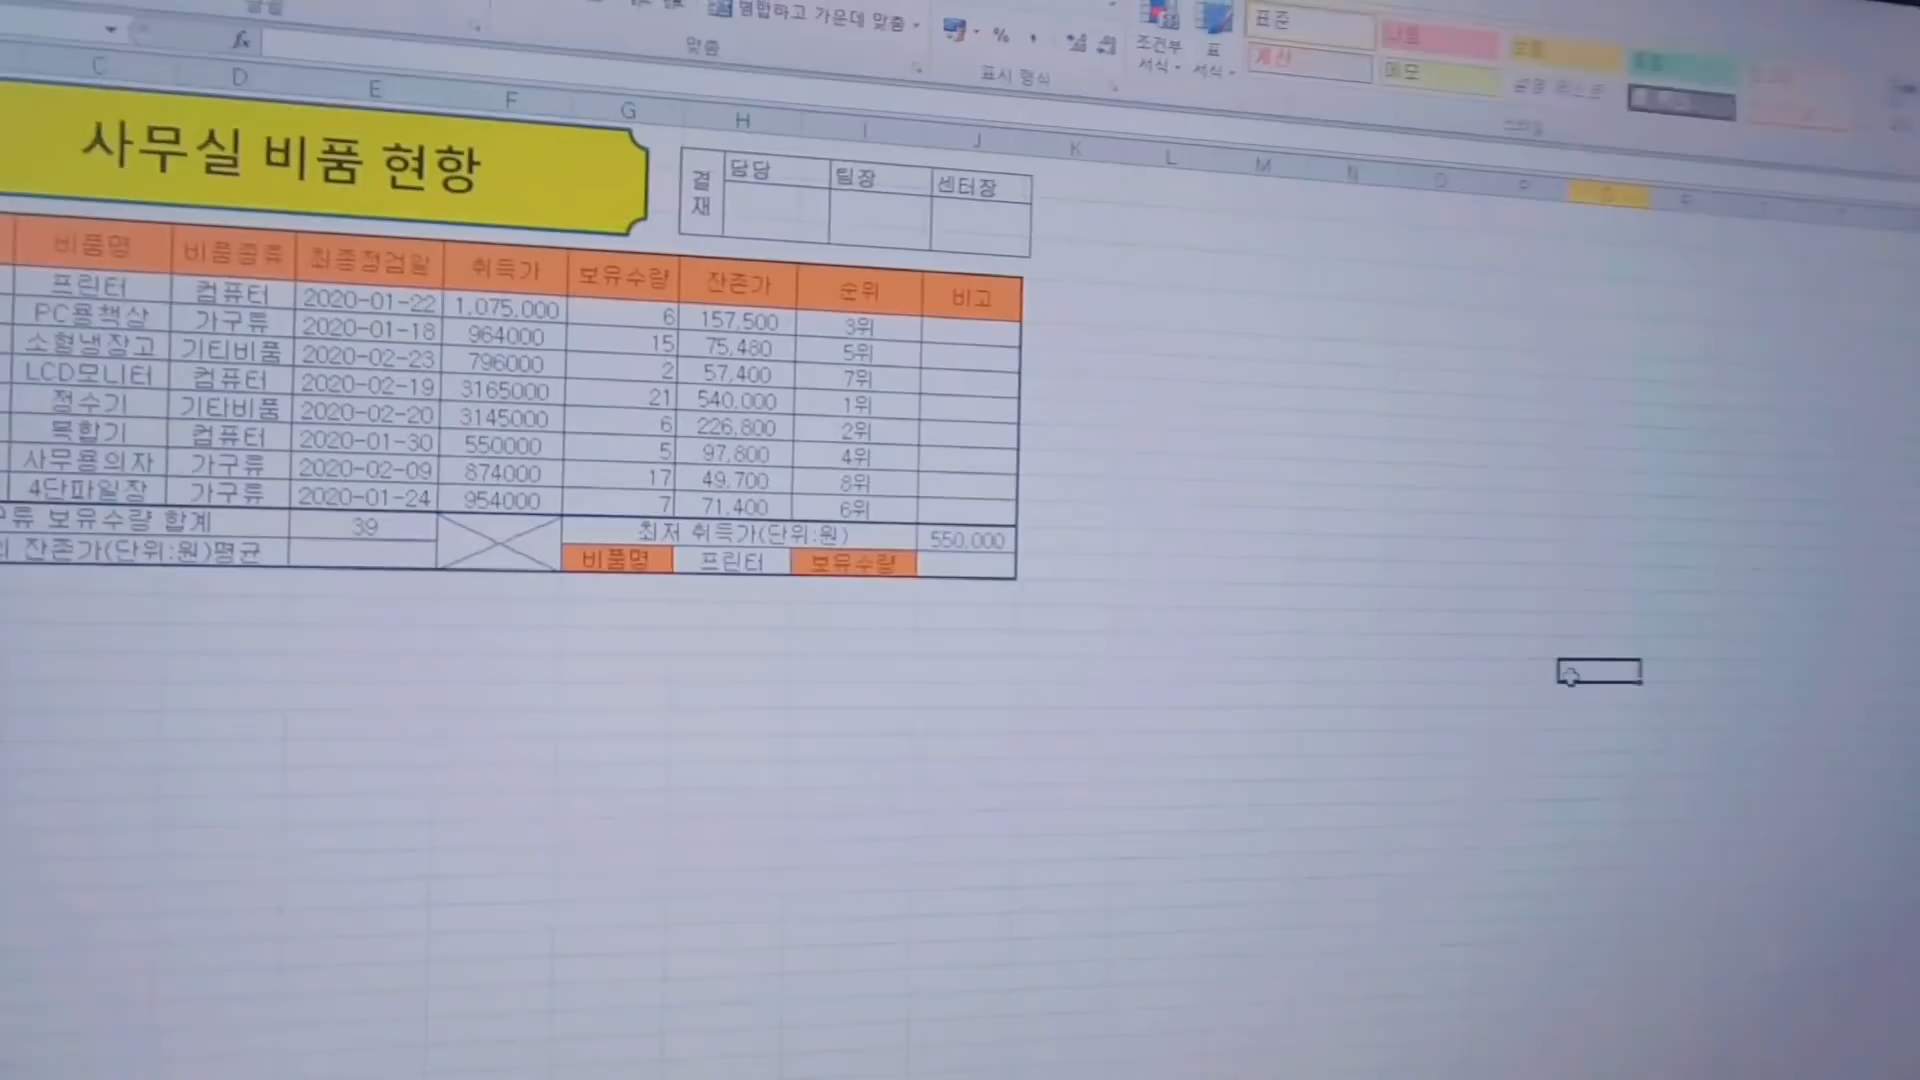 병합하고 가운데 맞춤
맞춤
%
표시 형식
조건부 서식
표 서식
표준
계산
메모
C D E F G H I J K L M N
사무실 비품 현황
결재 담당 팀장 센터장
비품명 비품종류 최종점검일 취득가 보유수량 잔존가 순위 비고
프린터 컴퓨터 2020-01-22 1,075,000 6 157,500 3위
PC용책상 가구류 2020-01-18 964000 15 75,480 5위
소형냉장고 기타비품 2020-02-23 796000 2 57,400 7위
LCD모니터 컴퓨터 2020-02-19 3165000 21 540,000 1위
정수기 기타비품 2020-02-20 3145000 6 226,800 2위
복합기 컴퓨터 2020-01-30 550000 5 97,800 4위
사무용의자 가구류 2020-02-09 874000 17 49,700 8위
4단파일장 가구류 2020-01-24 954000 7 71,400 6위
보유수량 합계 39 최저 취득가(단위:원) 550,000
잔존가(단위:원)평균 비품명 프린터 보유수량